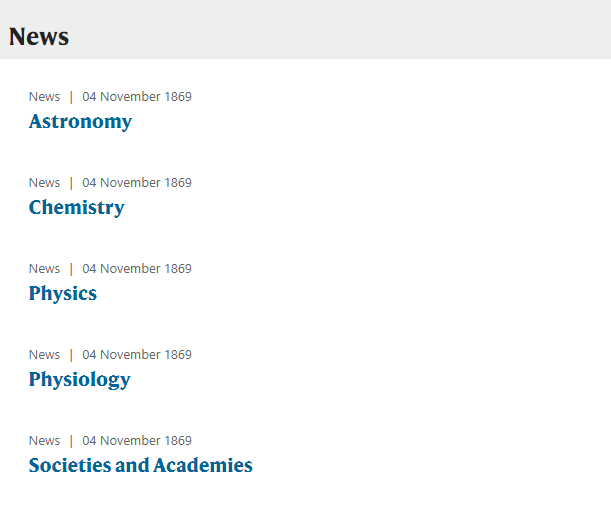 News
News | 04 November 1869
Astronomy
News | 04 November 1869
Chemistry
News | 04 November 1869
Physics
News | 04 November 1869
Physiology
News | 04 November 1869
Societies and Academies